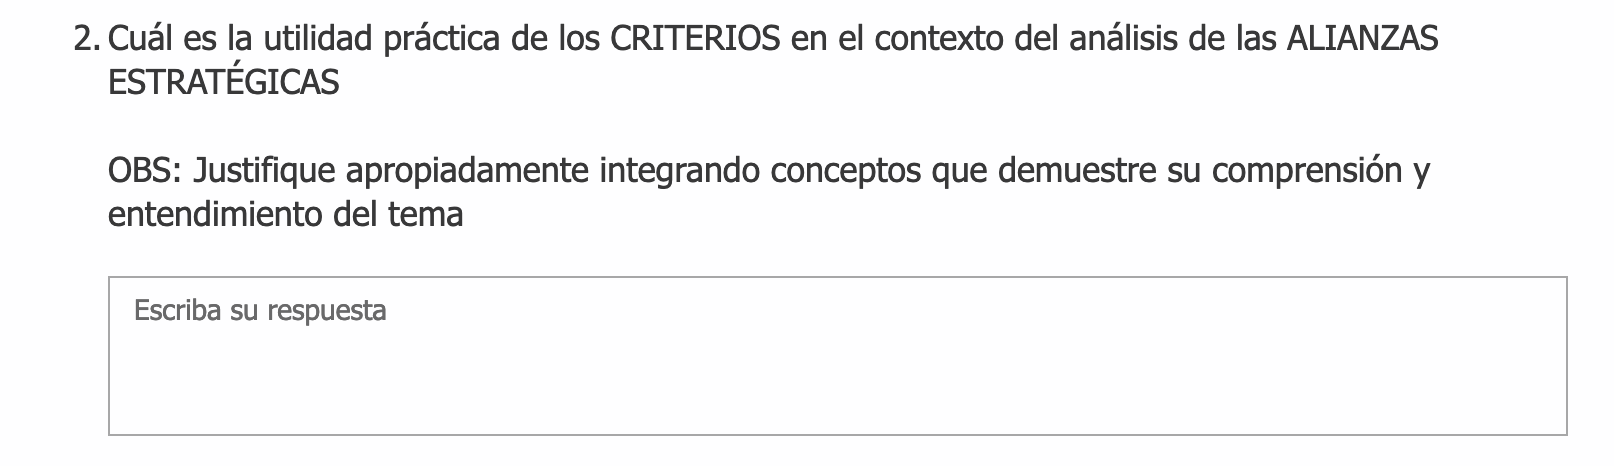 2. Cuál es la utilidad práctica de los CRITERIOS en el contexto del análisis de las ALIANZAS
ESTRATÉGICAS
OBS: Justifique apropiadamente integrando conceptos que demuestre su comprensión y
entendimiento del tema
Escriba su respuesta